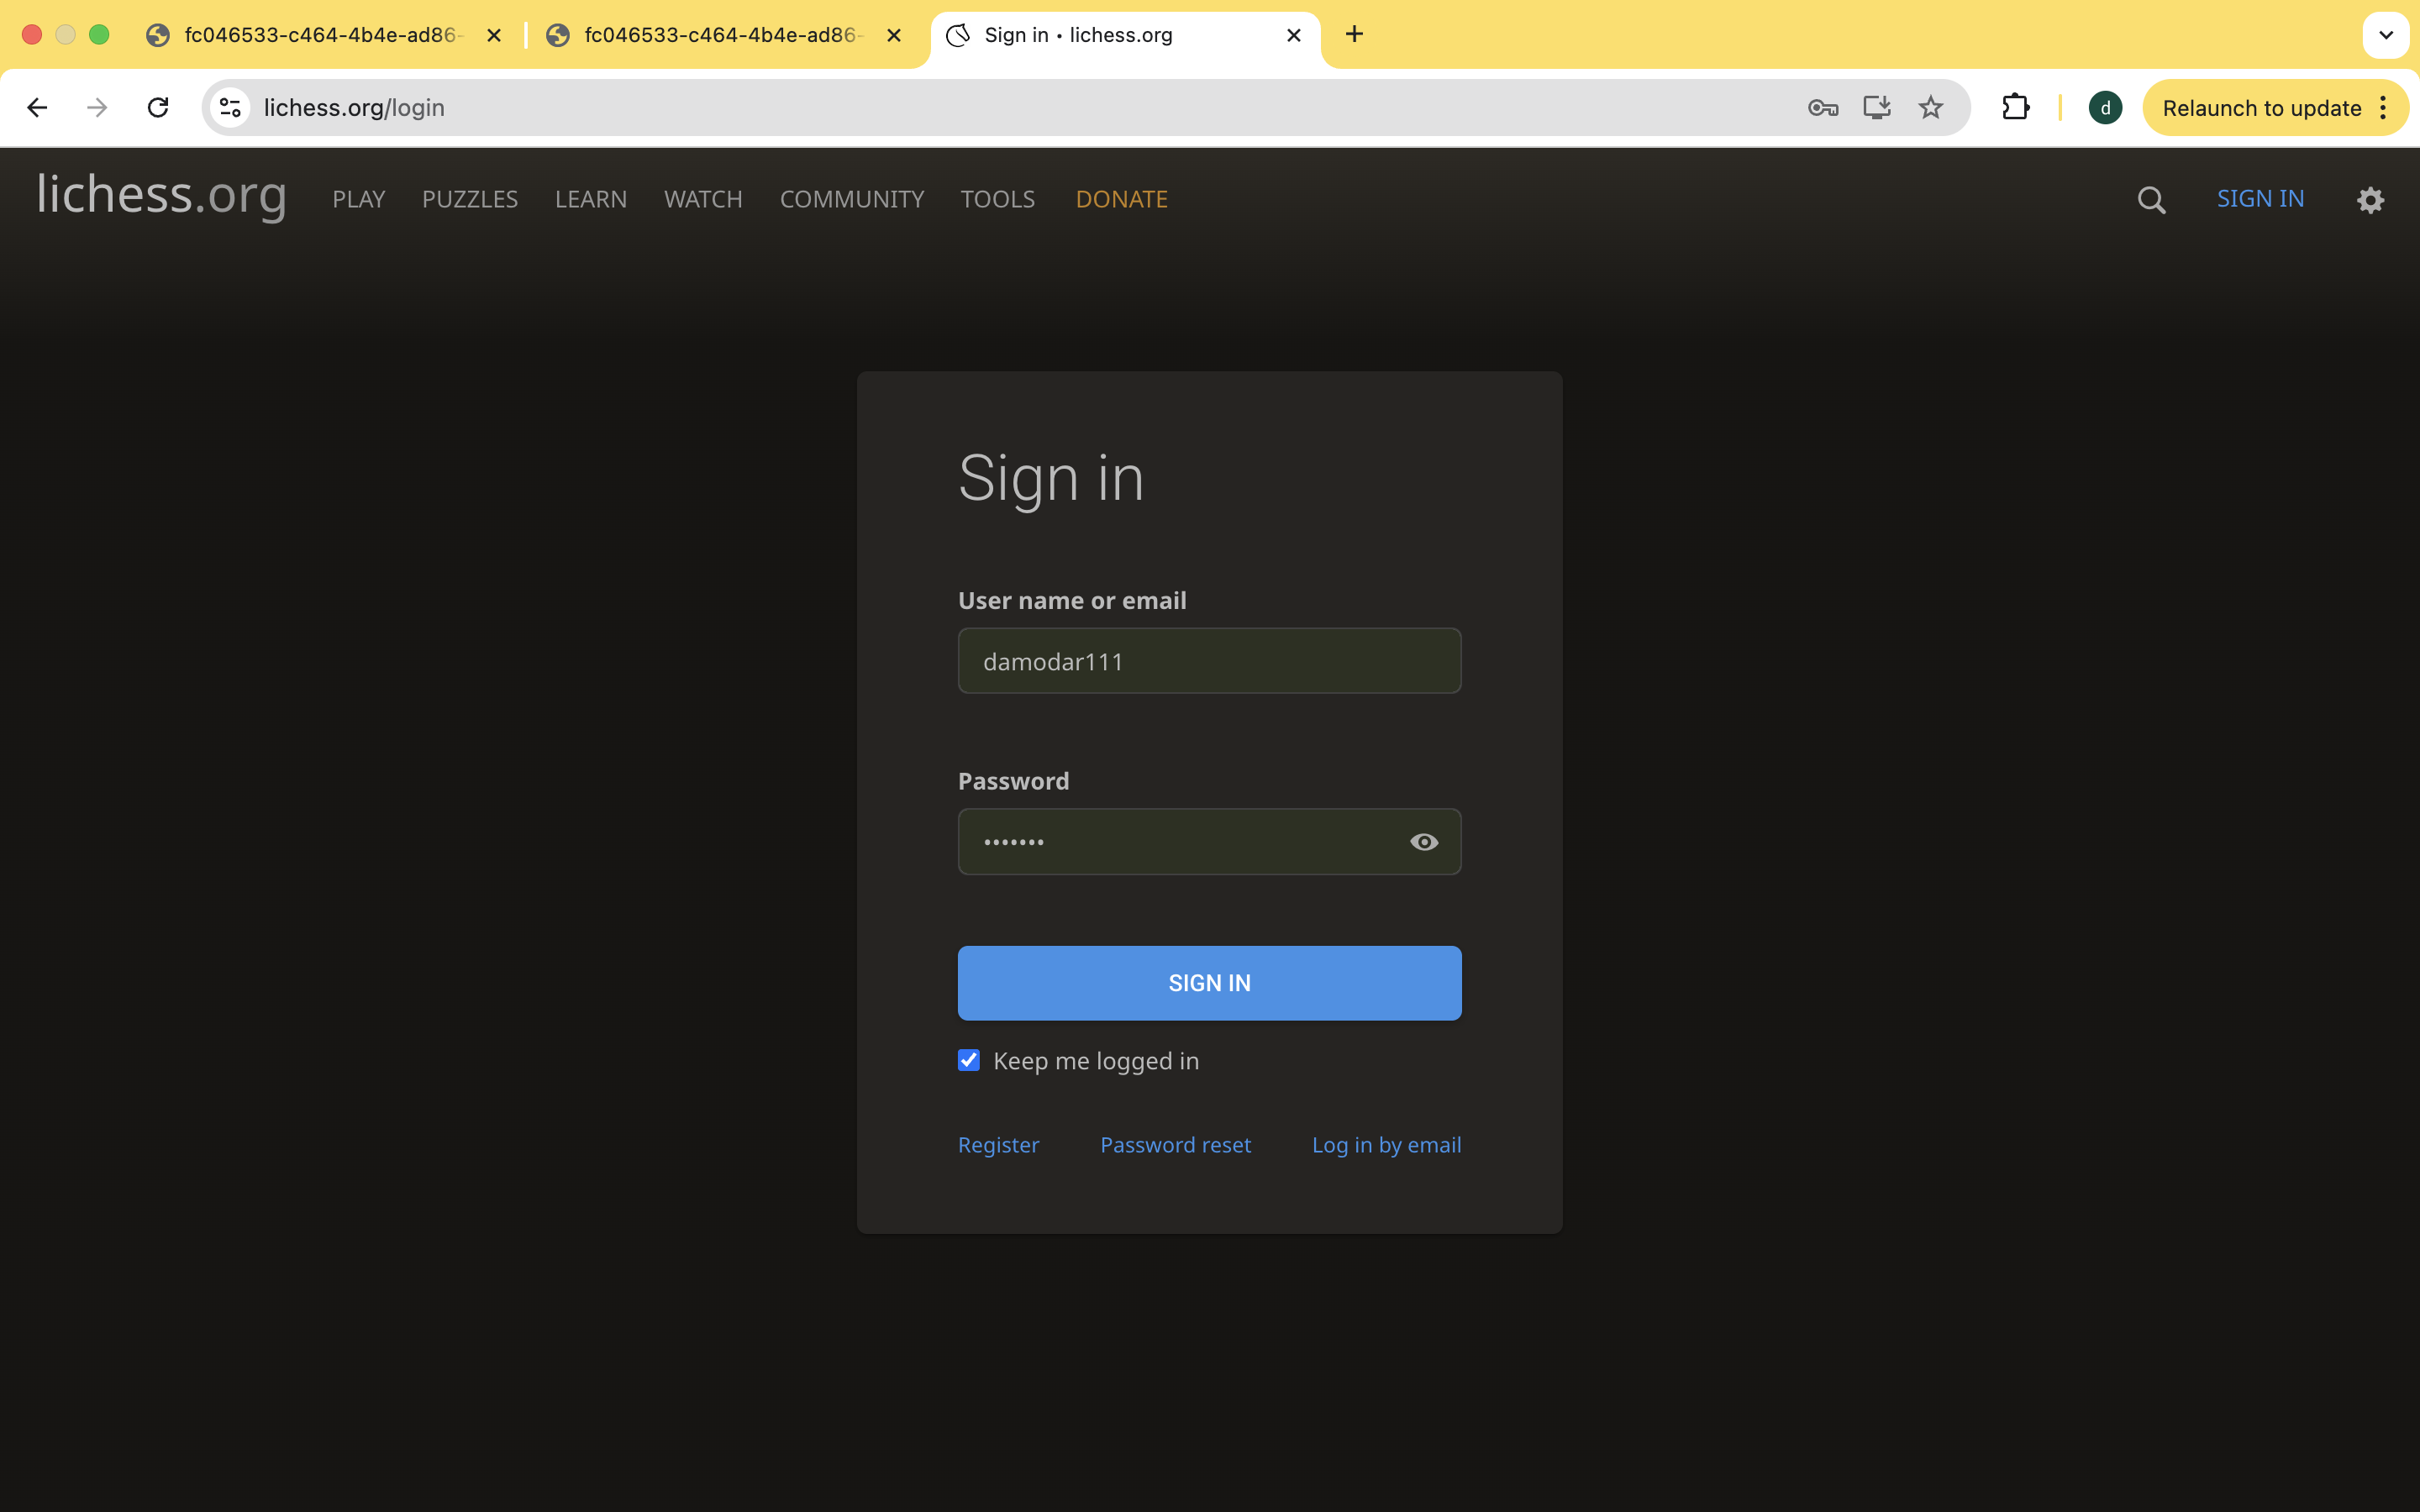 fc046533-c464-4b4e-ad86-
fc046533-c464-4b4e-ad86-
Sign in • lichess.org
lichess.org/login
d
Relaunch to update
lichess.org PLAY PUZZLES LEARN WATCH COMMUNITY TOOLS DONATE SIGN IN
Sign in
User name or email
damodar111
Password
•••••••
SIGN IN
Keep me logged in
Register Password reset Log in by email